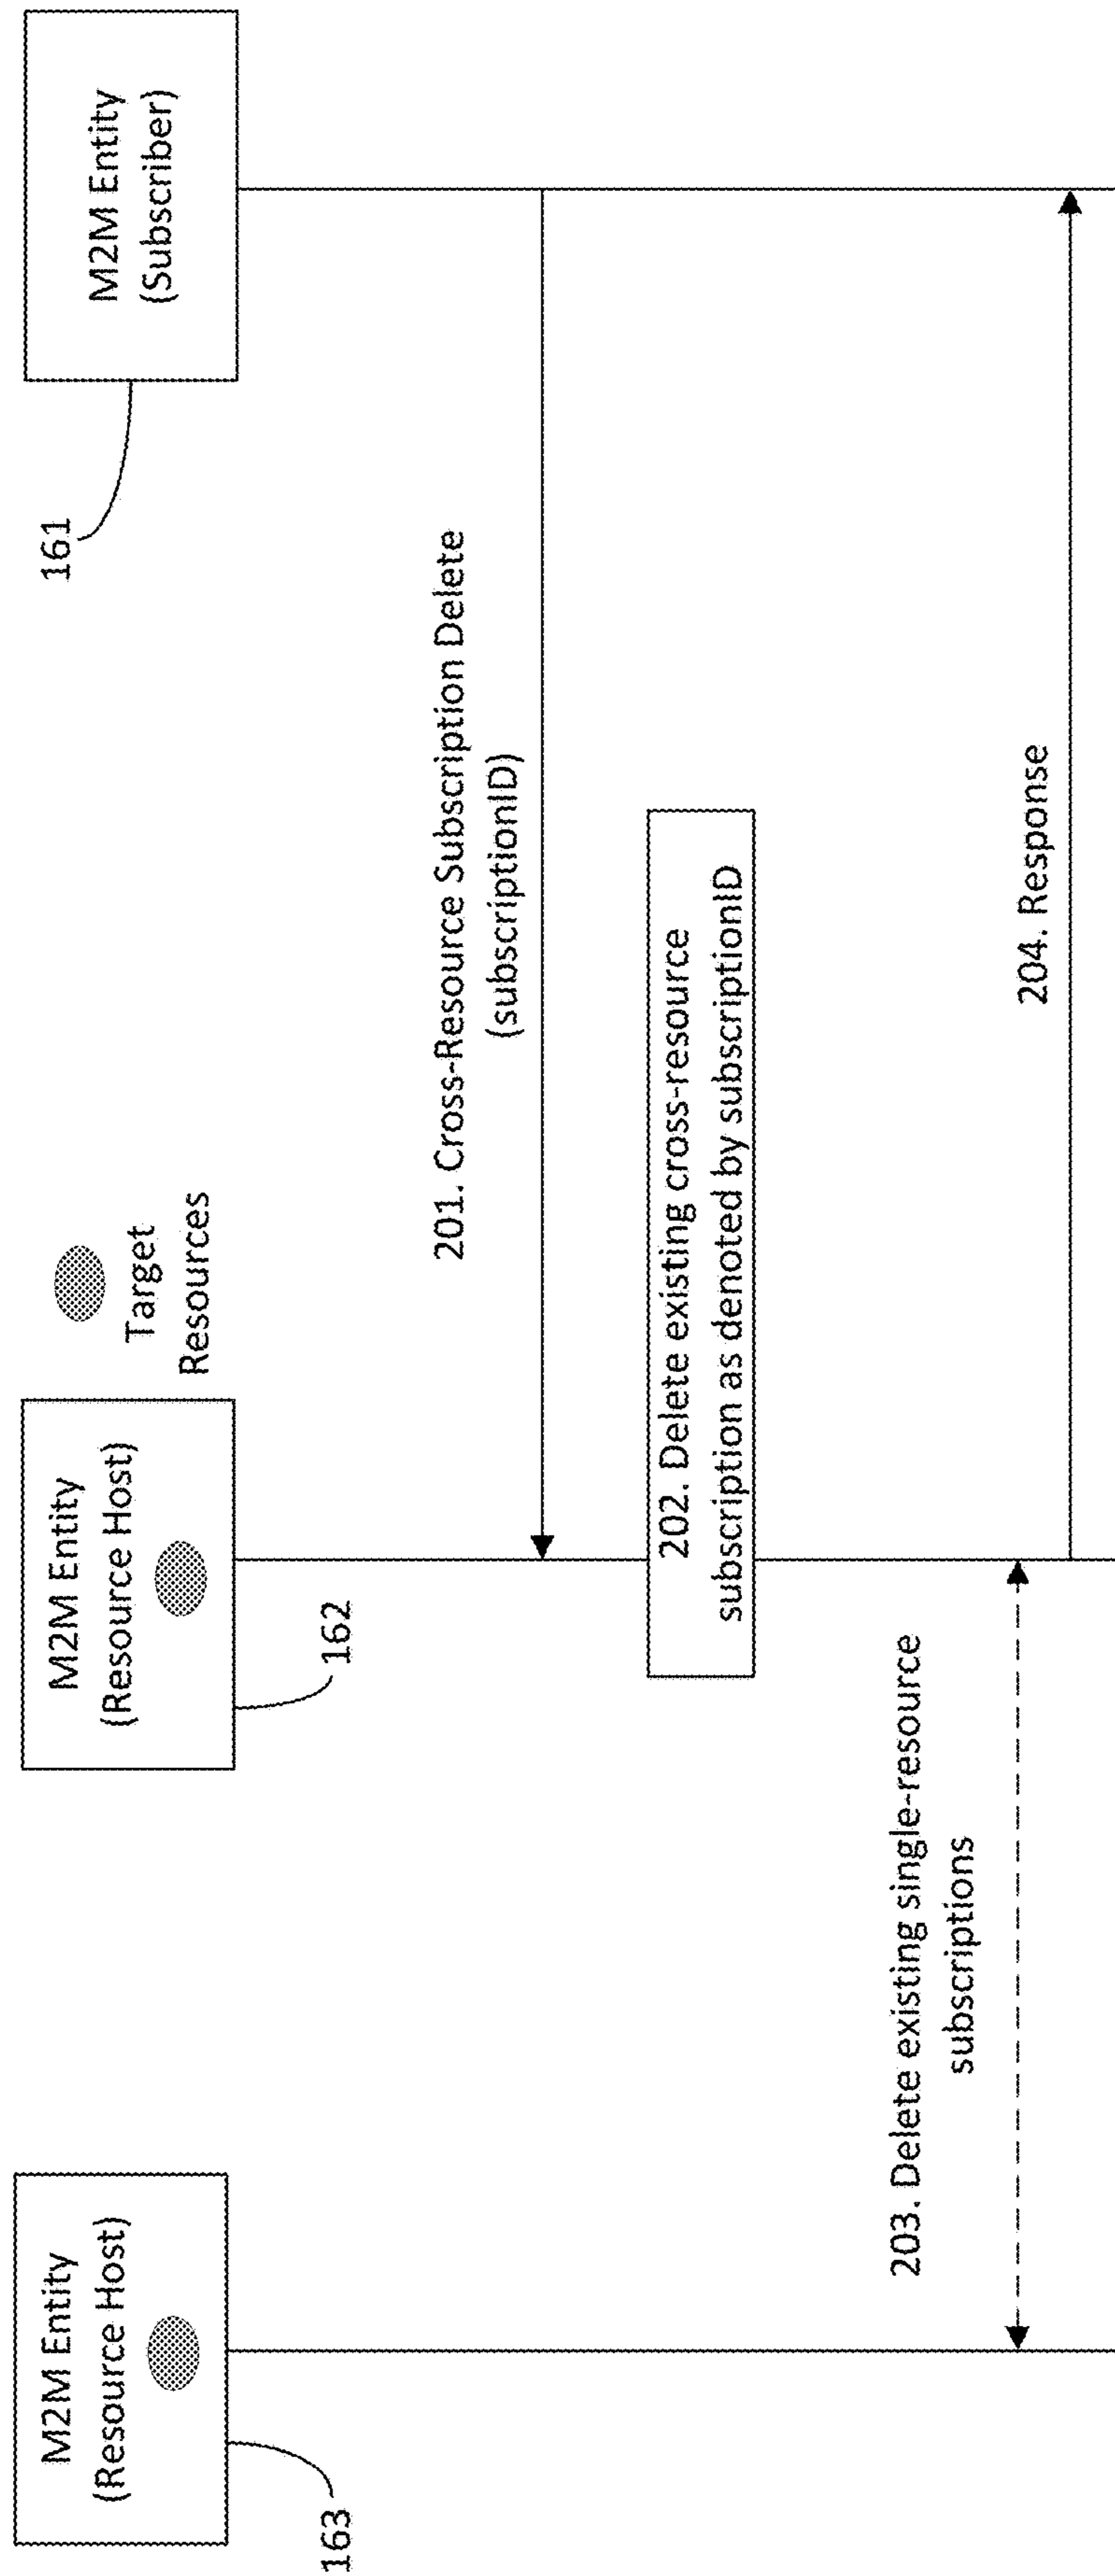 M2M Entity
(Resource Host)
163
M2M Entity
(Resource Host)
162
Target
Resources
M2M Entity
(Subscriber)
161
201. Cross-Resource Subscription Delete
(subscriptionID)
202. Delete existing cross-resource
subscription as denoted by subscriptionID
203. Delete existing single-resource
subscriptions
204. Response